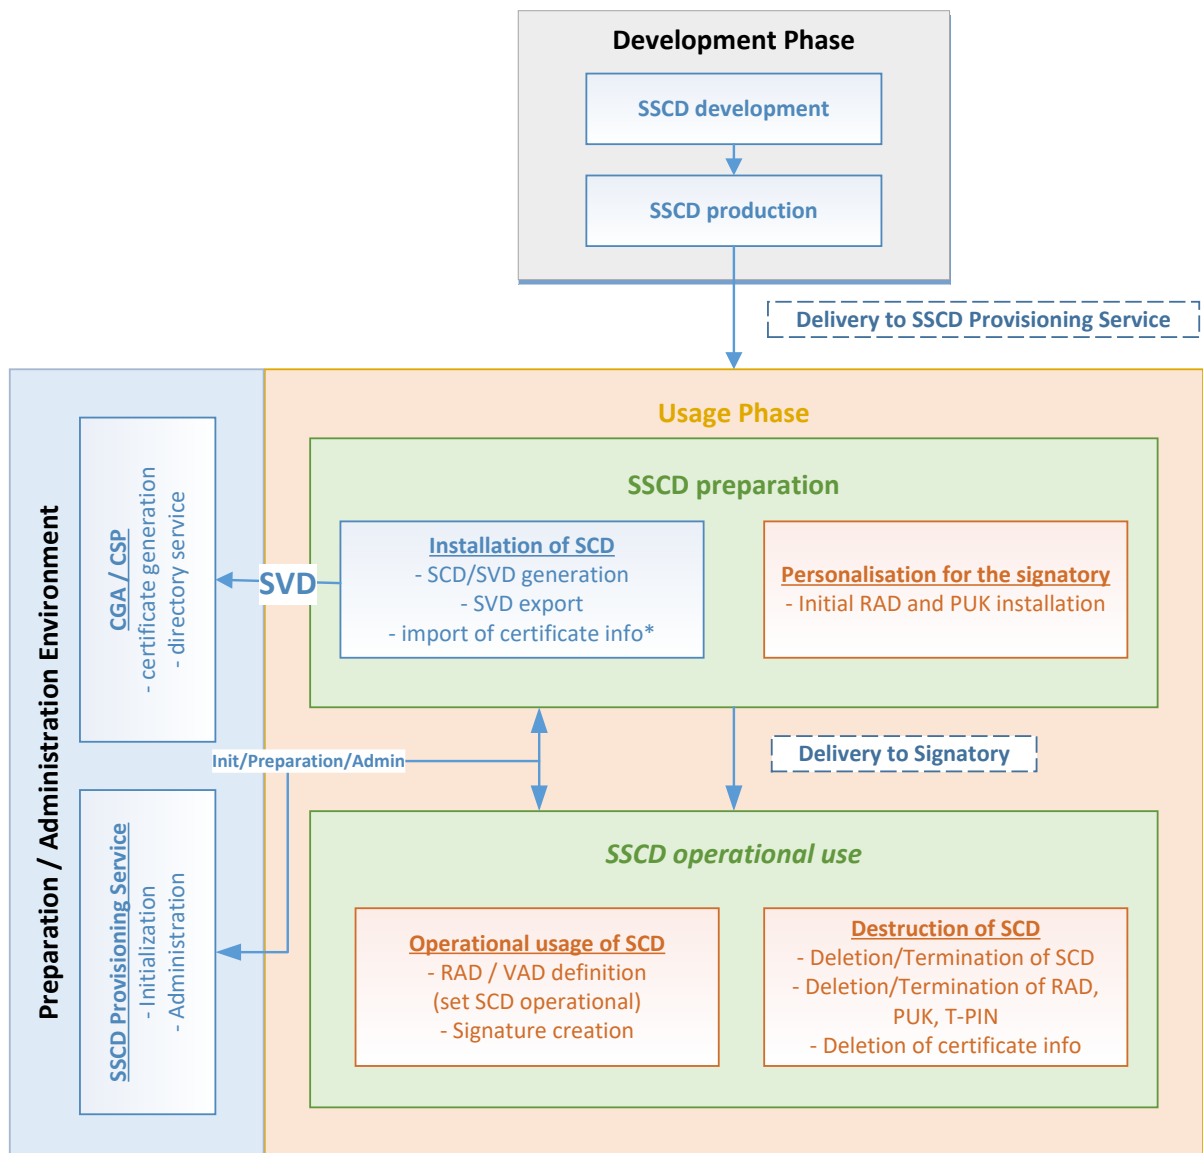 Development Phase
SSCD development
SSCD production
Delivery to SSCD Provisioning Service
Preparation / Administration Environment
CGA / CSP
- certificate generation
- directory service
SSCD Provisioning Service
- Initialization
- Administration
Usage Phase
SSCD preparation
Installation of SCD
- SCD/SVD generation
- SVD export
- import of certificate info*
SVD
Personalisation for the signatory
- Initial RAD and PUK installation
Init/Preparation/Admin
Delivery to Signatory
SSCD operational use
Operational usage of SCD
- RAD / VAD definition
(set SCD operational)
- Signature creation
Destruction of SCD
- Deletion/Termination of SCD
- Deletion/Termination of RAD,
PUK, T-PIN
- Deletion of certificate info